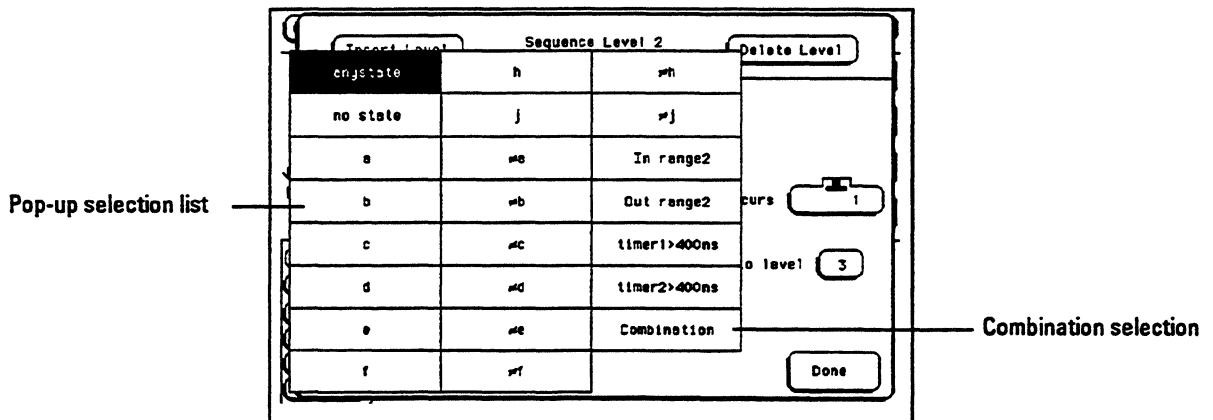 Insert Level Sequence Level 2 Delete Level
anystate h ≠h
no state j ≠j
a ≠a In range2
b ≠b Out range2
c ≠c timer1>400ns
d ≠d timer2>400ns
e ≠e Combination
f ≠f
curs 1
o level 3
Done
Pop-up selection list
Combination selection